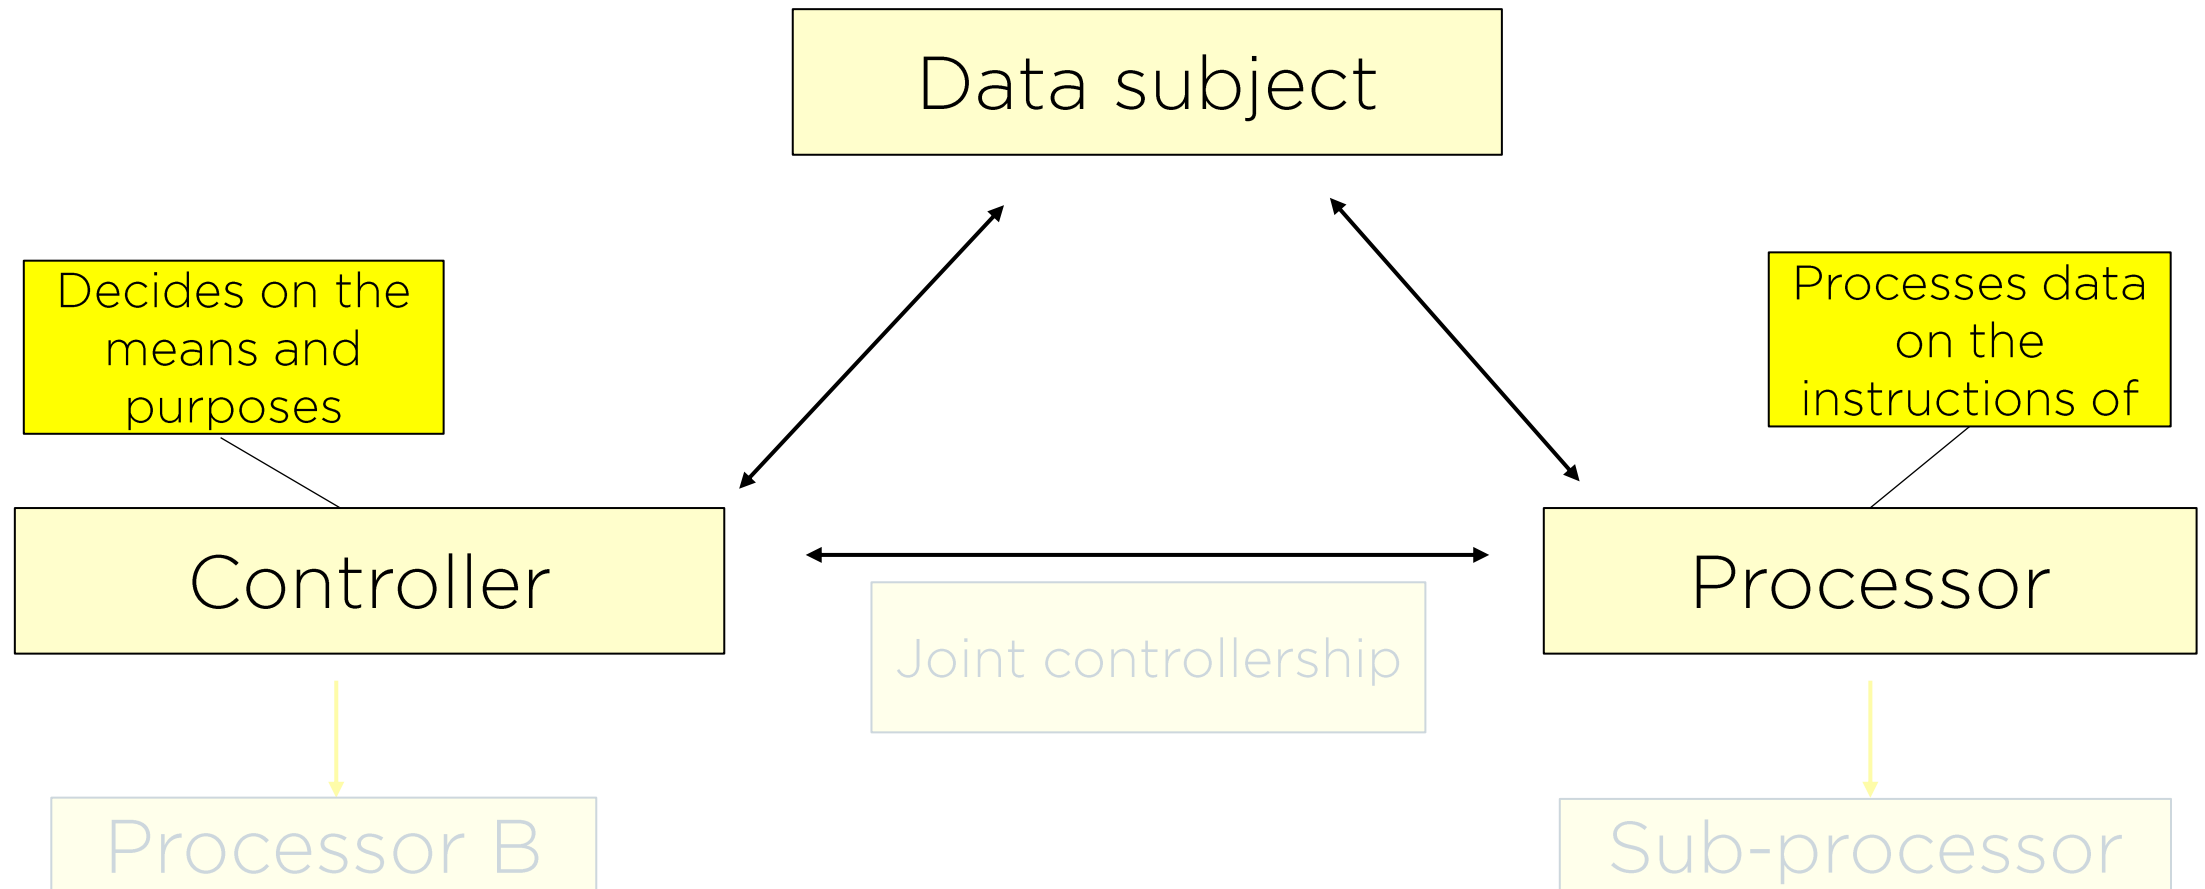 Data subject
Decides on the
means and
purposes
Processes data
on the
instructions of
Controller
Processor
Joint controllership
Processor B
Sub-processor